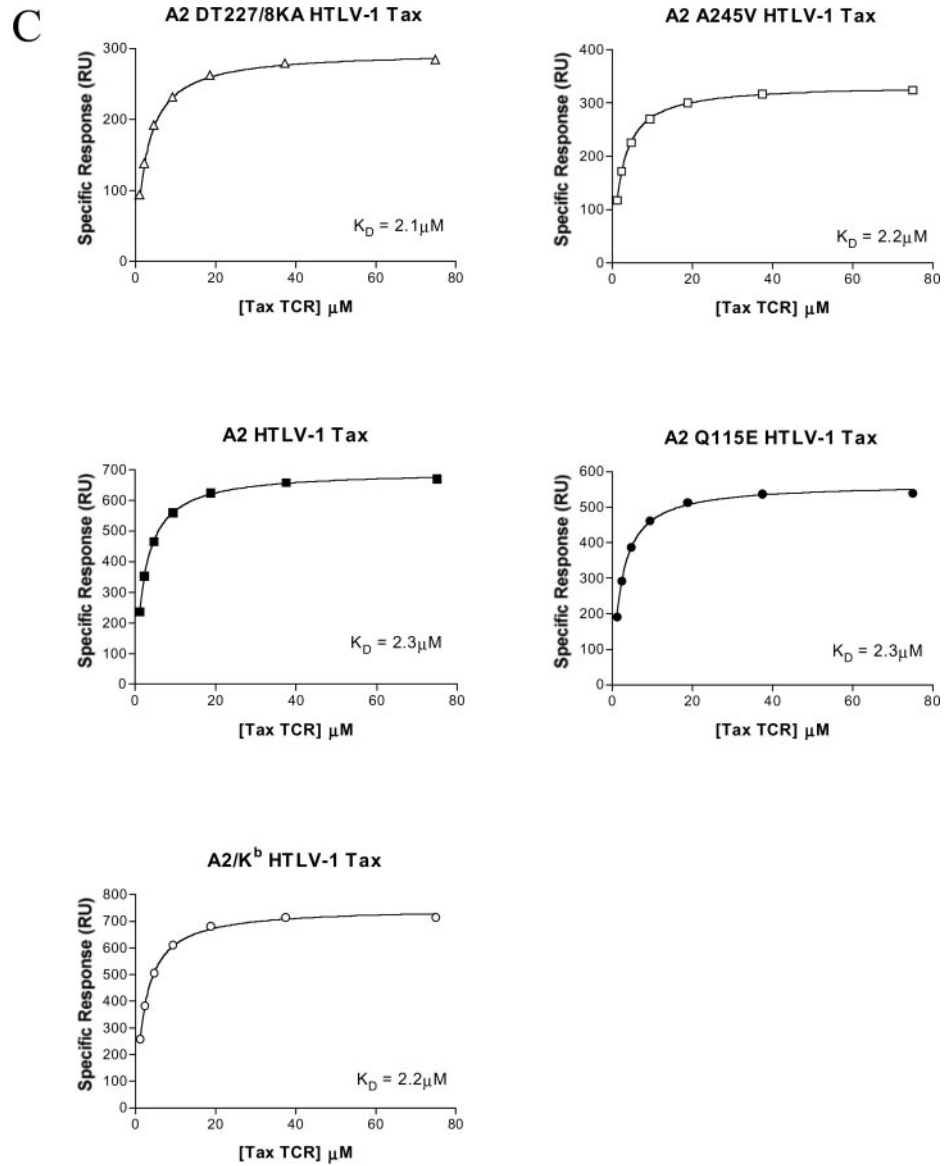 C
A2 DT227/8KA HTLV-1 Tax
Specific Response (RU)
300
200
100
0
K_D = 2.1μM
0 20 40 60 80
[Tax TCR] μM
A2 A245V HTLV-1 Tax
Specific Response (RU)
400
300
200
100
0
K_D = 2.2μM
0 20 40 60 80
[Tax TCR] μM
A2 HTLV-1 Tax
Specific Response (RU)
700
600
500
400
300
200
100
0
K_D = 2.3μM
0 20 40 60 80
[Tax TCR] μM
A2 Q115E HTLV-1 Tax
Specific Response (RU)
600
500
400
300
200
100
0
K_D = 2.3μM
0 20 40 60 80
[Tax TCR] μM
A2/K^b HTLV-1 Tax
Specific Response (RU)
800
700
600
500
400
300
200
100
0
K_D = 2.2μM
0 20 40 60 80
[Tax TCR] μM